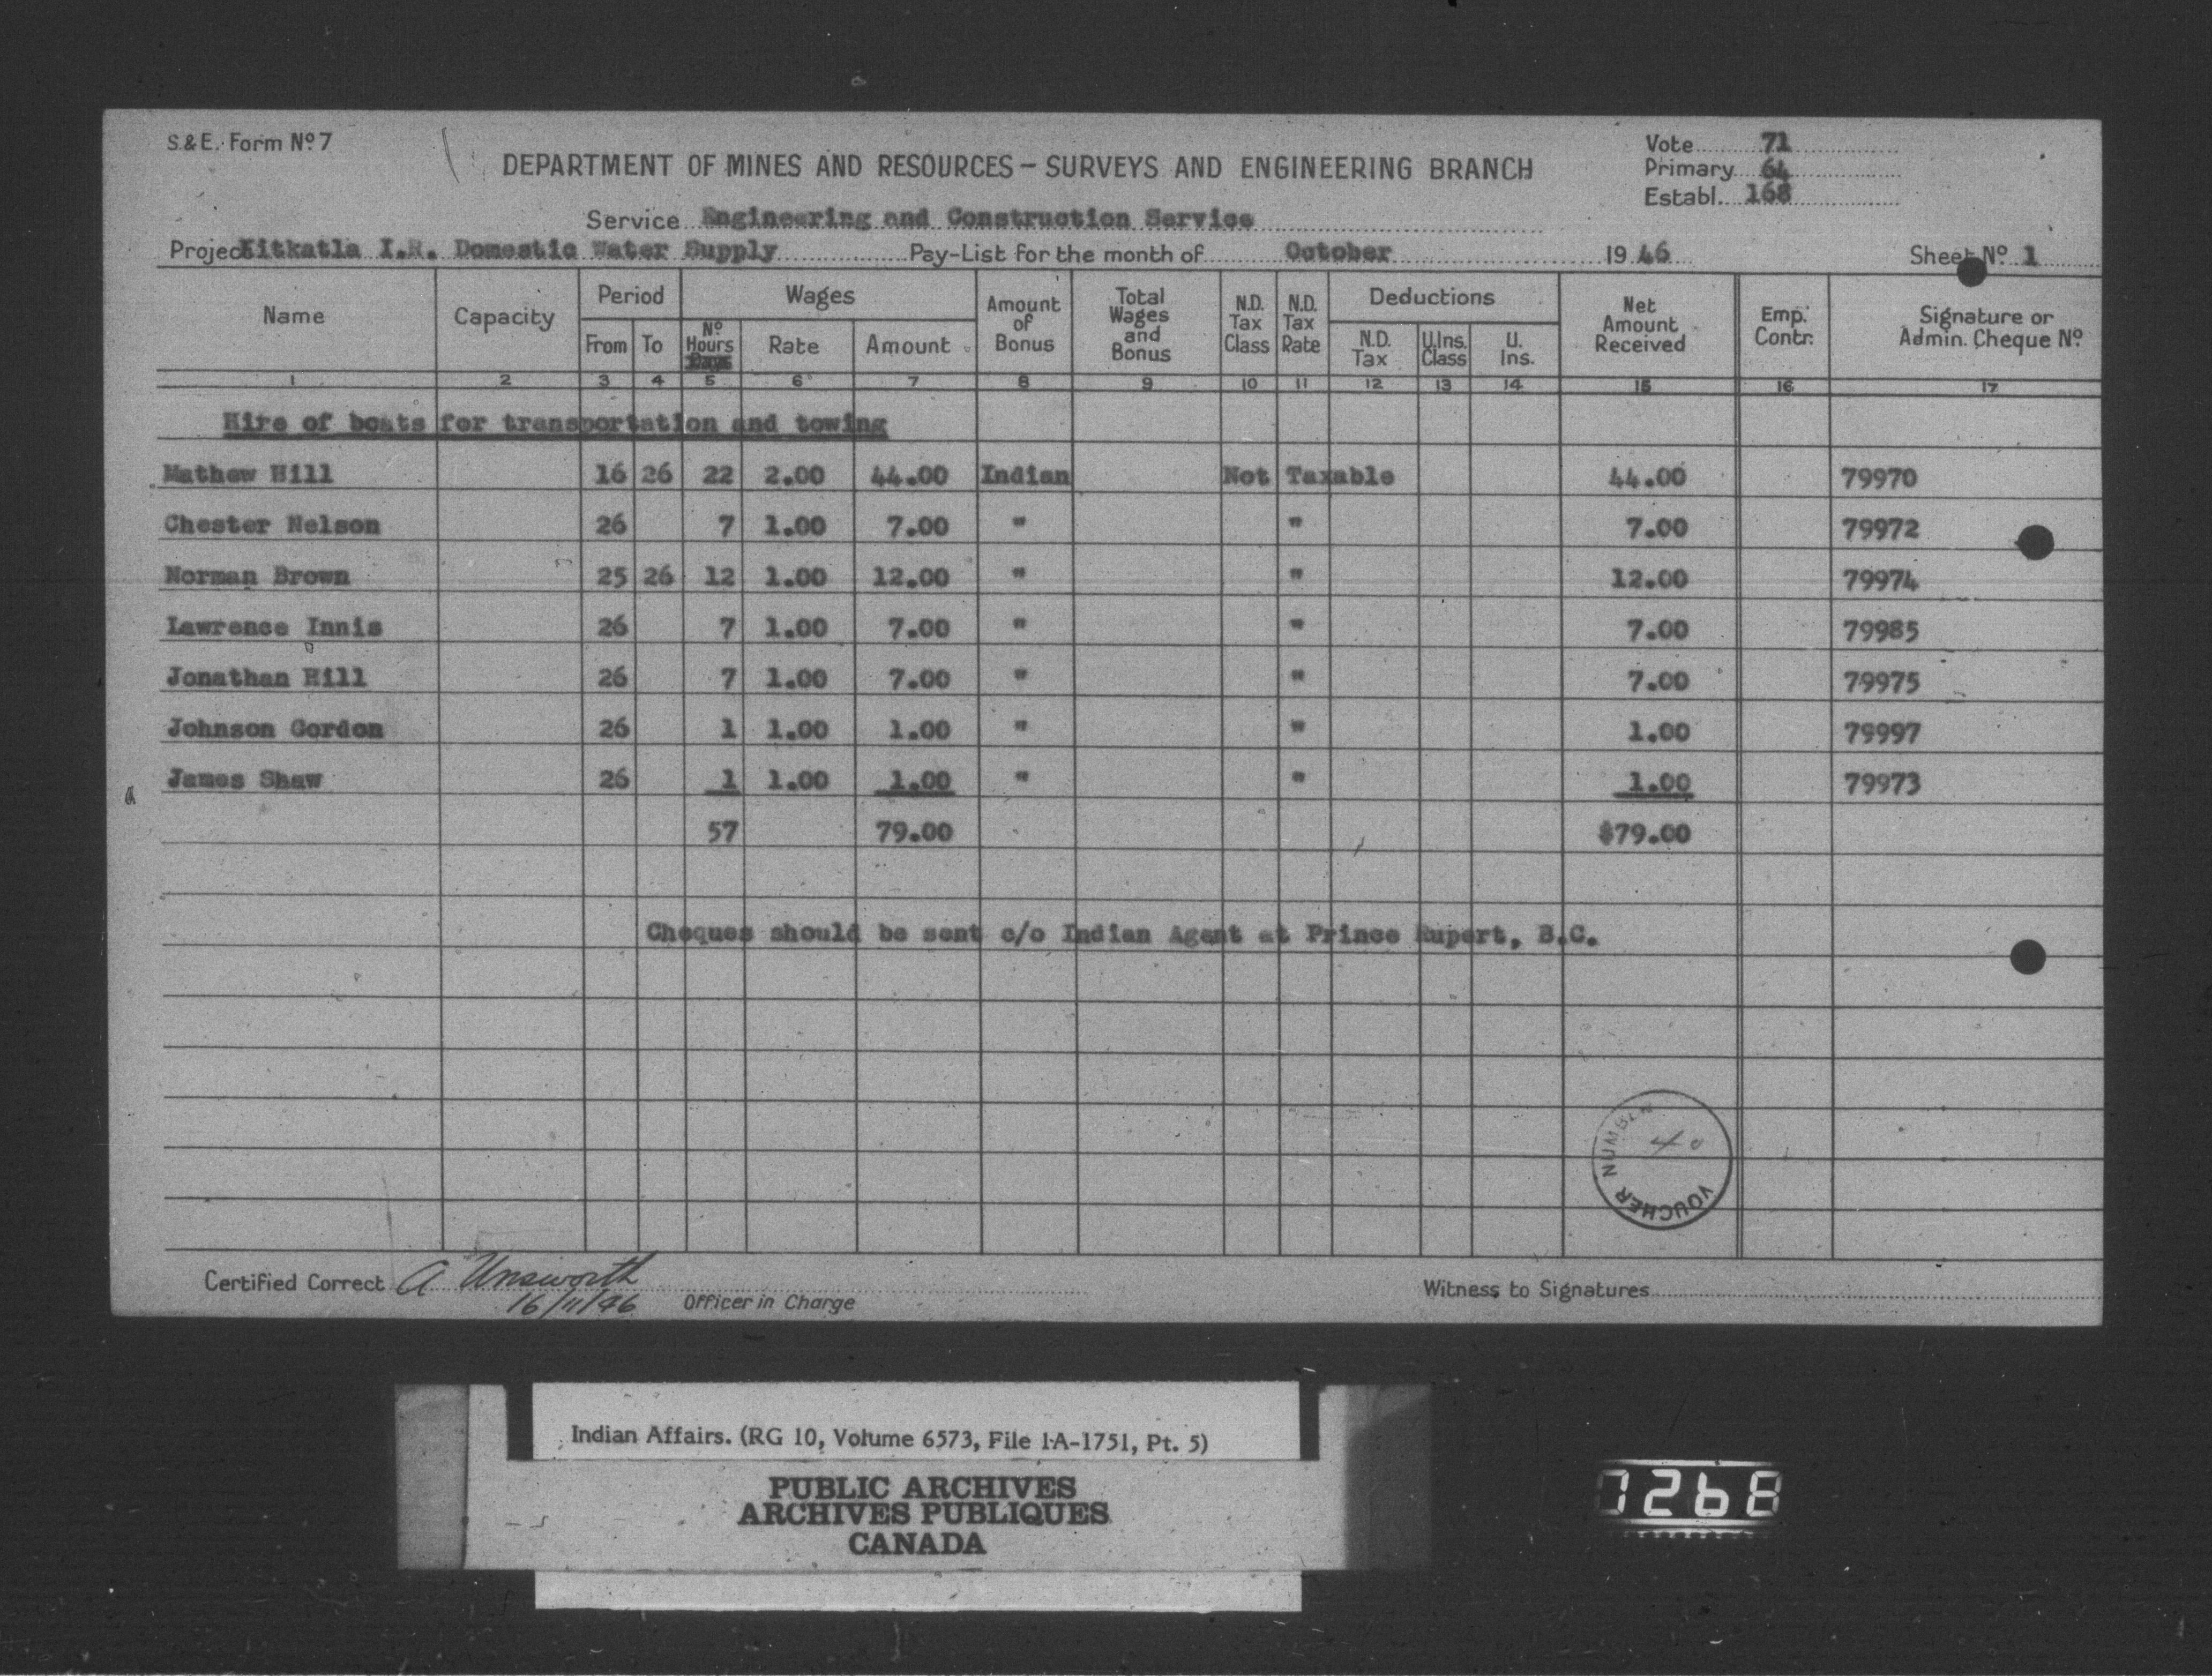 S.&E. Form Nº 7
DEPARTMENT OF MINES AND RESOURCES – SURVEYS AND ENGINEERING BRANCH
Vote 71
Primary 64
Establ. 168
Service Engineering and Construction Service
Project Kitkatla I.R. Domestic Water Supply Pay-List for the month of October 19 46 Sheet Nº 1
Name Capacity Period Wages Amount of Bonus Total Wages and Bonus N.D. Tax Class N.D. Tax Rate Deductions Net Amount Received Emp. Contr. Signature or Admin. Cheque Nº
From To Nº Hours Days Rate Amount N.D. Tax U.Ins. Class U. Ins.
1 2 3 4 5 6 7 8 9 10 11 12 13 14 15 16 17
Hire of boats for transportation and towing
Mathew Hill 16 26 22 2.00 44.00 Indian Not Taxable 44.00 79970
Chester Nelson 26 7 1.00 7.00 " " 7.00 79972
Norman Brown 25 26 12 1.00 12.00 " " 12.00 79974
Lawrence Innis 26 7 1.00 7.00 " " 7.00 79985
Jonathan Hill 26 7 1.00 7.00 " " 7.00 79975
Johnson Gordon 26 1 1.00 1.00 " " 1.00 79997
James Shaw 26 1 1.00 1.00 " " 1.00 79973
57 79.00 $79.00
Cheques should be sent c/o Indian Agent at Prince Rupert, B.C.
VOUCHER NUMBER
40
Certified Correct A Unsworth
16/11/46 Officer in Charge
Witness to Signatures
Indian Affairs. (RG 10, Volume 6573, File 1-A-1751, Pt. 5)
PUBLIC ARCHIVES
ARCHIVES PUBLIQUES
CANADA
7268